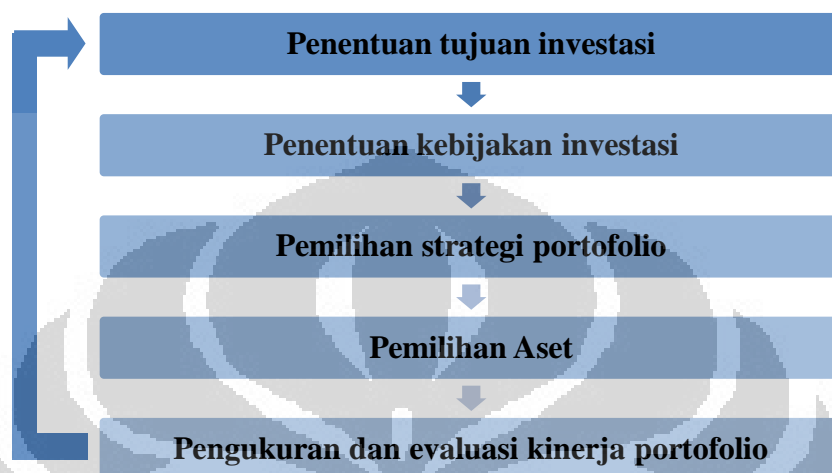 Penentuan tujuan investasi
Penentuan kebijakan investasi
Pemilihan strategi portofolio
Pemilihan Aset
Pengukuran dan evaluasi kinerja portofolio